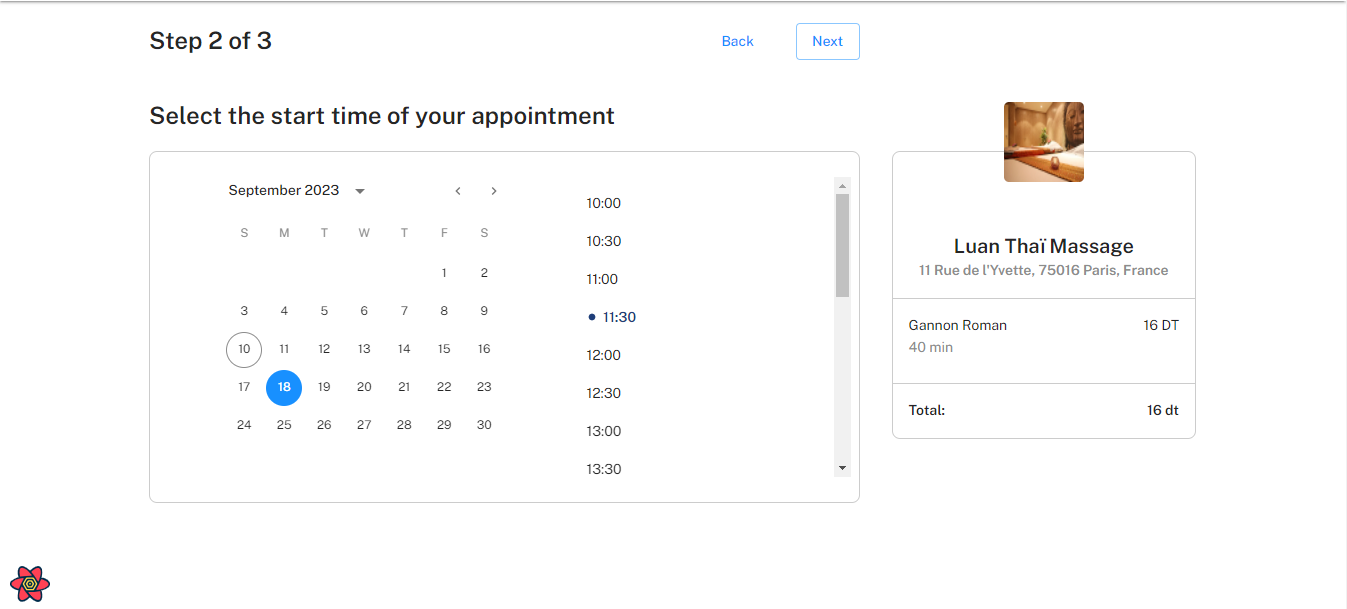 Step 2 of 3
Back
Next
Select the start time of your appointment
September 2023
S M T W T F S
1 2
3 4 5 6 7 8 9
10 11 12 13 14 15 16
17 18 19 20 21 22 23
24 25 26 27 28 29 30
10:00
10:30
11:00
11:30
12:00
12:30
13:00
13:30
Luan Thaï Massage
11 Rue de l'Yvette, 75016 Paris, France
Gannon Roman 16 DT
40 min
Total: 16 dt